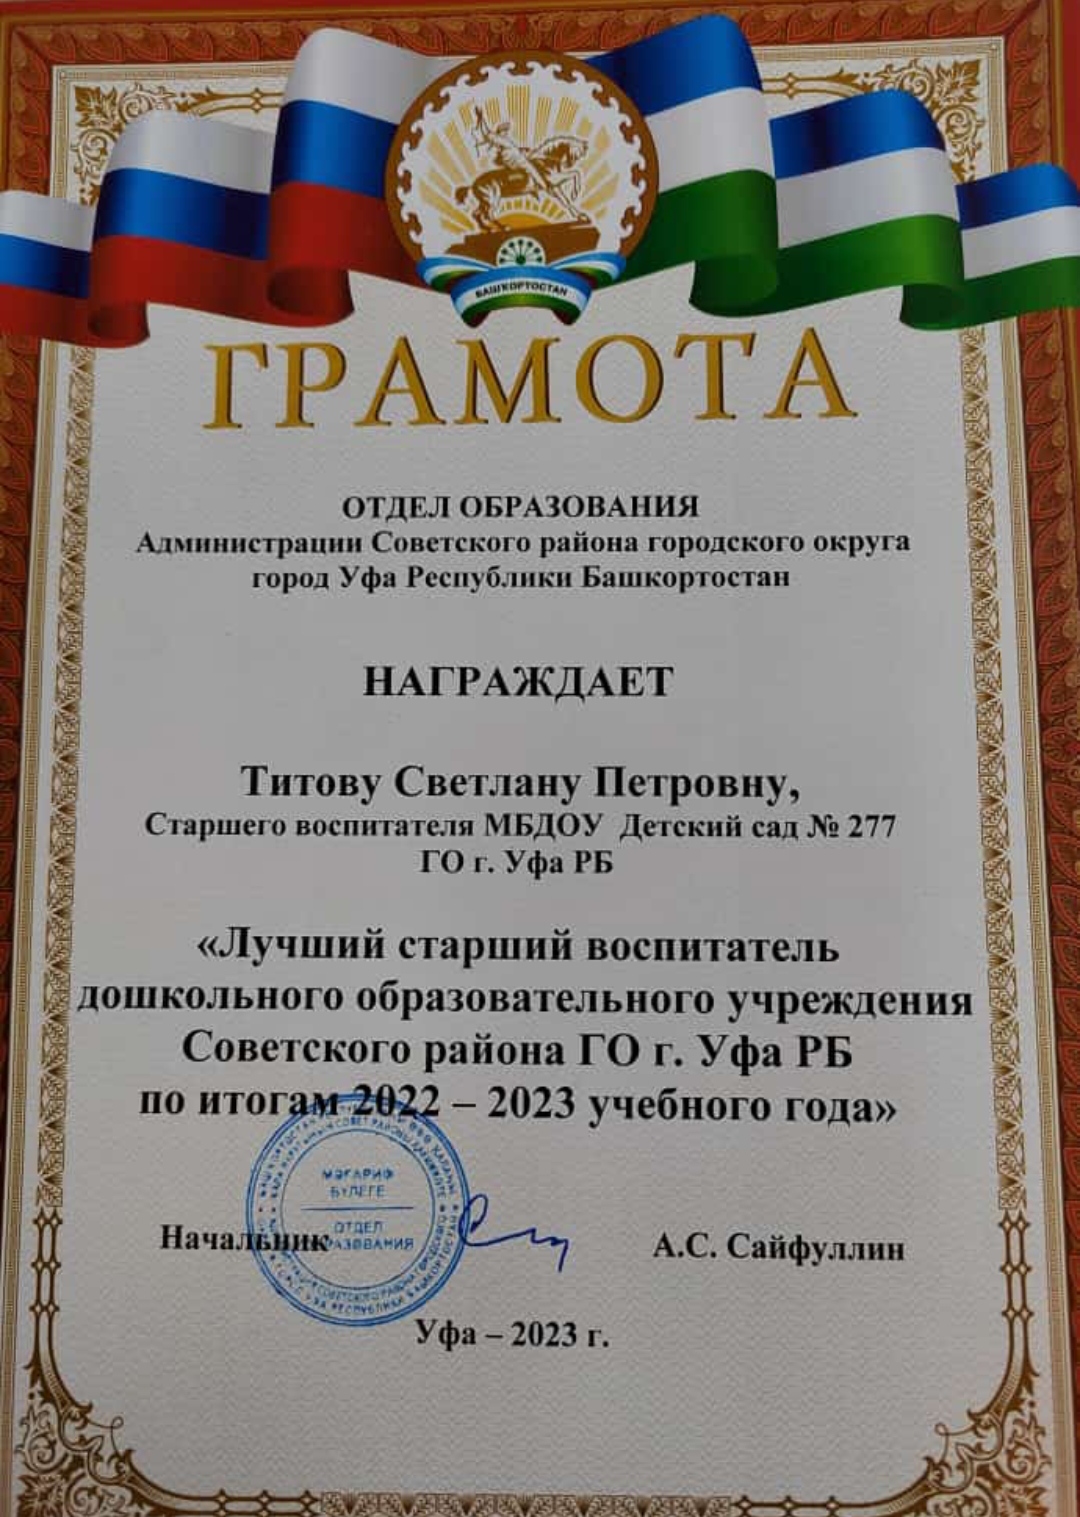 БАШҠОРТОСТАН
ГРАМОТА
ОТДЕЛ ОБРАЗОВАНИЯ
Администрации Советского района городского округа
город Уфа Республики Башкортостан
НАГРАЖДАЕТ
Титову Светлану Петровну,
Старшего воспитателя МБДОУ Детский сад № 277
ГО г. Уфа РБ
«Лучший старший воспитатель
дошкольного образовательного учреждения
Советского района ГО г. Уфа РБ
по итогам 2022 – 2023 учебного года»
МӘҒАРИФ
БҮЛЕГЕ
ОТДЕЛ
ОБРАЗОВАНИЯ
Начальник
А.С. Сайфуллин
Уфа – 2023 г.